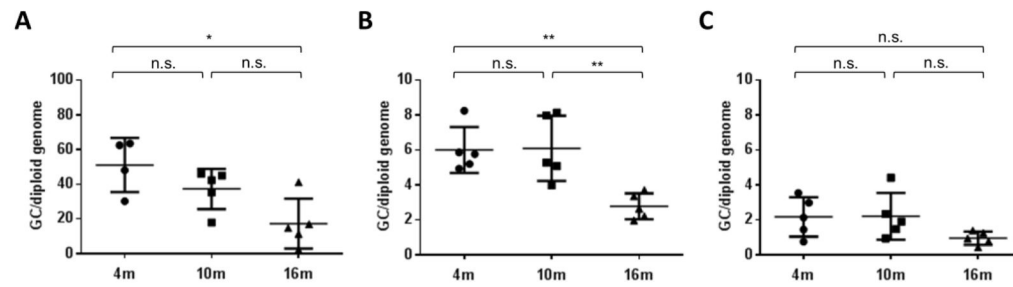 A
*
n.s.
n.s.
GC/diploid genome
100
80
60
40
20
0
4m
10m
16m
B
**
n.s.
**
GC/diploid genome
10
8
6
4
2
0
4m
10m
16m
C
n.s.
n.s.
n.s.
GC/diploid genome
10
8
6
4
2
0
4m
10m
16m